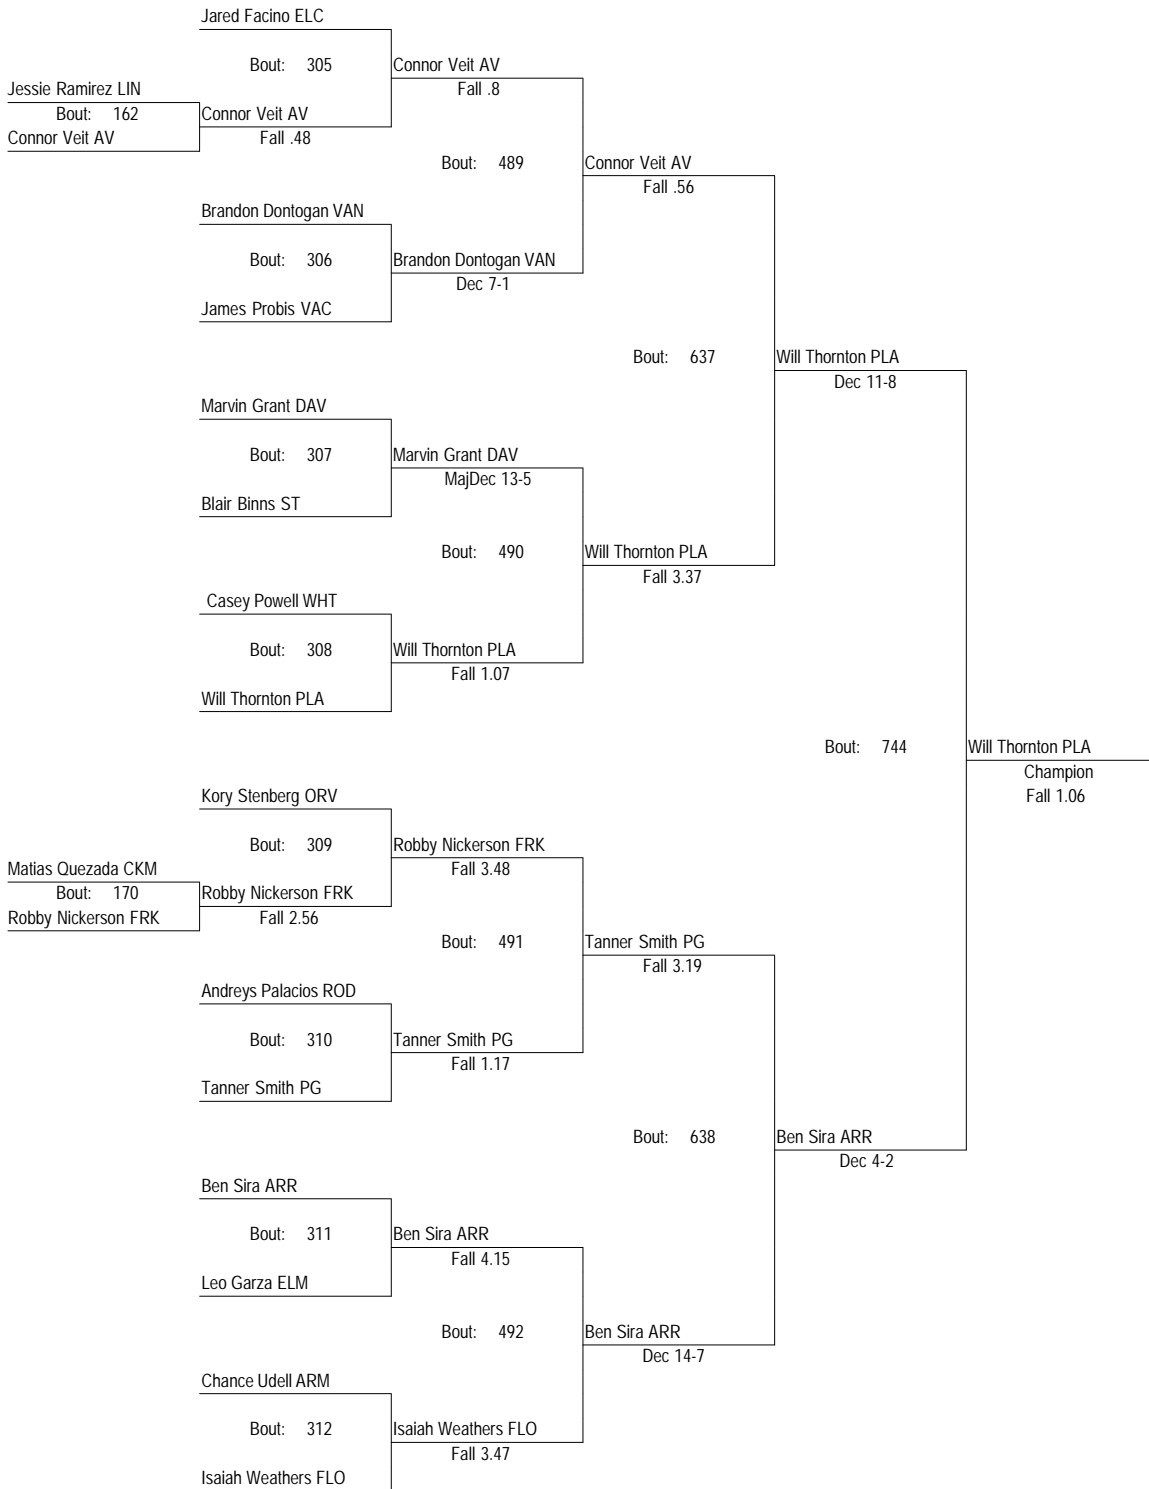 Jared Facino ELC
Bout: 305
Connor Veit AV
Fall .8
Jessie Ramirez LIN
Bout: 162
Connor Veit AV
Connor Veit AV
Fall .48
Bout: 489
Connor Veit AV
Fall .56
Brandon Dontogan VAN
Bout: 306
Brandon Dontogan VAN
Dec 7-1
James Probis VAC
Bout: 637
Will Thornton PLA
Dec 11-8
Marvin Grant DAV
Bout: 307
Marvin Grant DAV
MajDec 13-5
Blair Binns ST
Bout: 490
Will Thornton PLA
Fall 3.37
Casey Powell WHT
Bout: 308
Will Thornton PLA
Fall 1.07
Will Thornton PLA
Bout: 744
Will Thornton PLA
Champion
Fall 1.06
Kory Stenberg ORV
Bout: 309
Robby Nickerson FRK
Fall 3.48
Matias Quezada CKM
Bout: 170
Robby Nickerson FRK
Robby Nickerson FRK
Fall 2.56
Bout: 491
Tanner Smith PG
Fall 3.19
Andreys Palacios ROD
Bout: 310
Tanner Smith PG
Fall 1.17
Tanner Smith PG
Bout: 638
Ben Sira ARR
Dec 4-2
Ben Sira ARR
Bout: 311
Ben Sira ARR
Fall 4.15
Leo Garza ELM
Bout: 492
Ben Sira ARR
Dec 14-7
Chance Udell ARM
Bout: 312
Isaiah Weathers FLO
Fall 3.47
Isaiah Weathers FLO